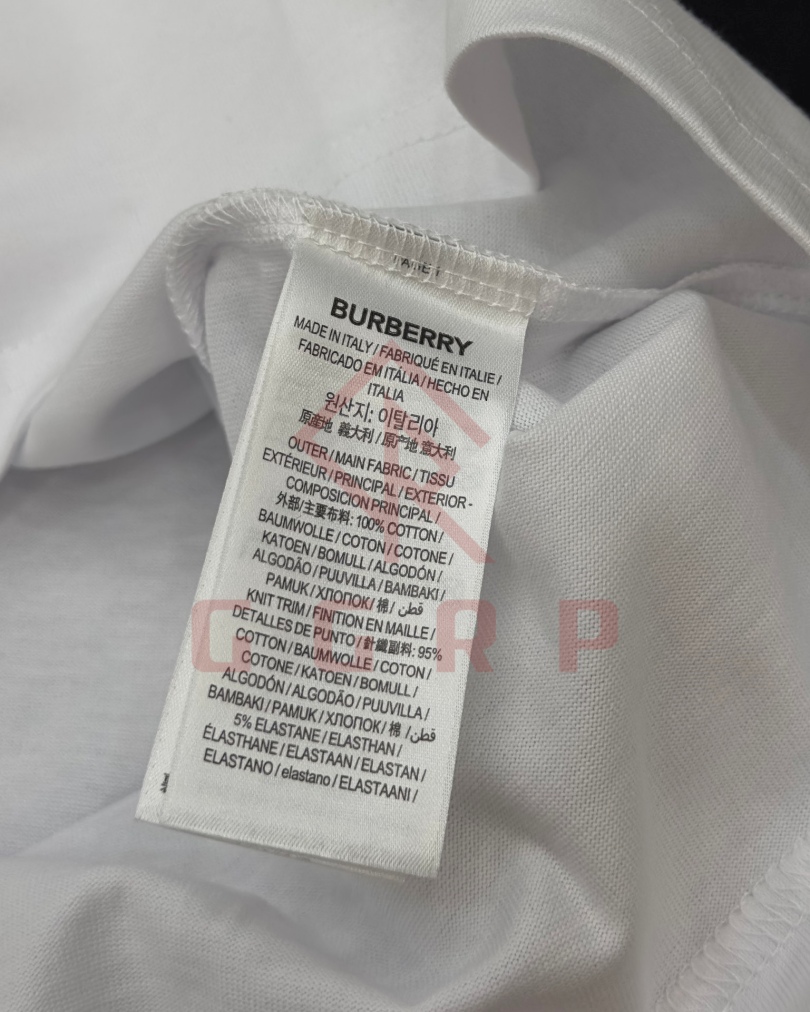 BURBERRY
MADE IN ITALY / FABRIQUÉ EN ITALIE /
FABRICADO EM ITÁLIA / HECHO EN
ITALIA
원산지: 이탈리아
原産地 義大利 / 原产地 意大利
OUTER / MAIN FABRIC / TISSU
EXTÉRIEUR / PRINCIPAL / EXTERIOR -
COMPOSICION PRINCIPAL /
外部/主要布料: 100% COTTON /
BAUMWOLLE / COTON / COTONE /
KATOEN / BOMULL / ALGODÓN /
ALGODÃO / PUUVILLA / BAMBAKI /
PAMUK / ХЛОПОК/ 棉 / قطن
KNIT TRIM / FINITION EN MAILLE /
DETALLES DE PUNTO / 針織副料: 95%
COTTON / BAUMWOLLE / COTON /
COTONE / KATOEN / BOMULL /
ALGODÓN / ALGODÃO / PUUVILLA /
BAMBAKI / PAMUK / ХЛОПОК/ 棉 / قطن
5% ELASTANE / ELASTHAN /
ÉLASTHANE / ELASTAAN / ELASTAN /
ELASTANO / elastano / ELASTAANI /
GGRP